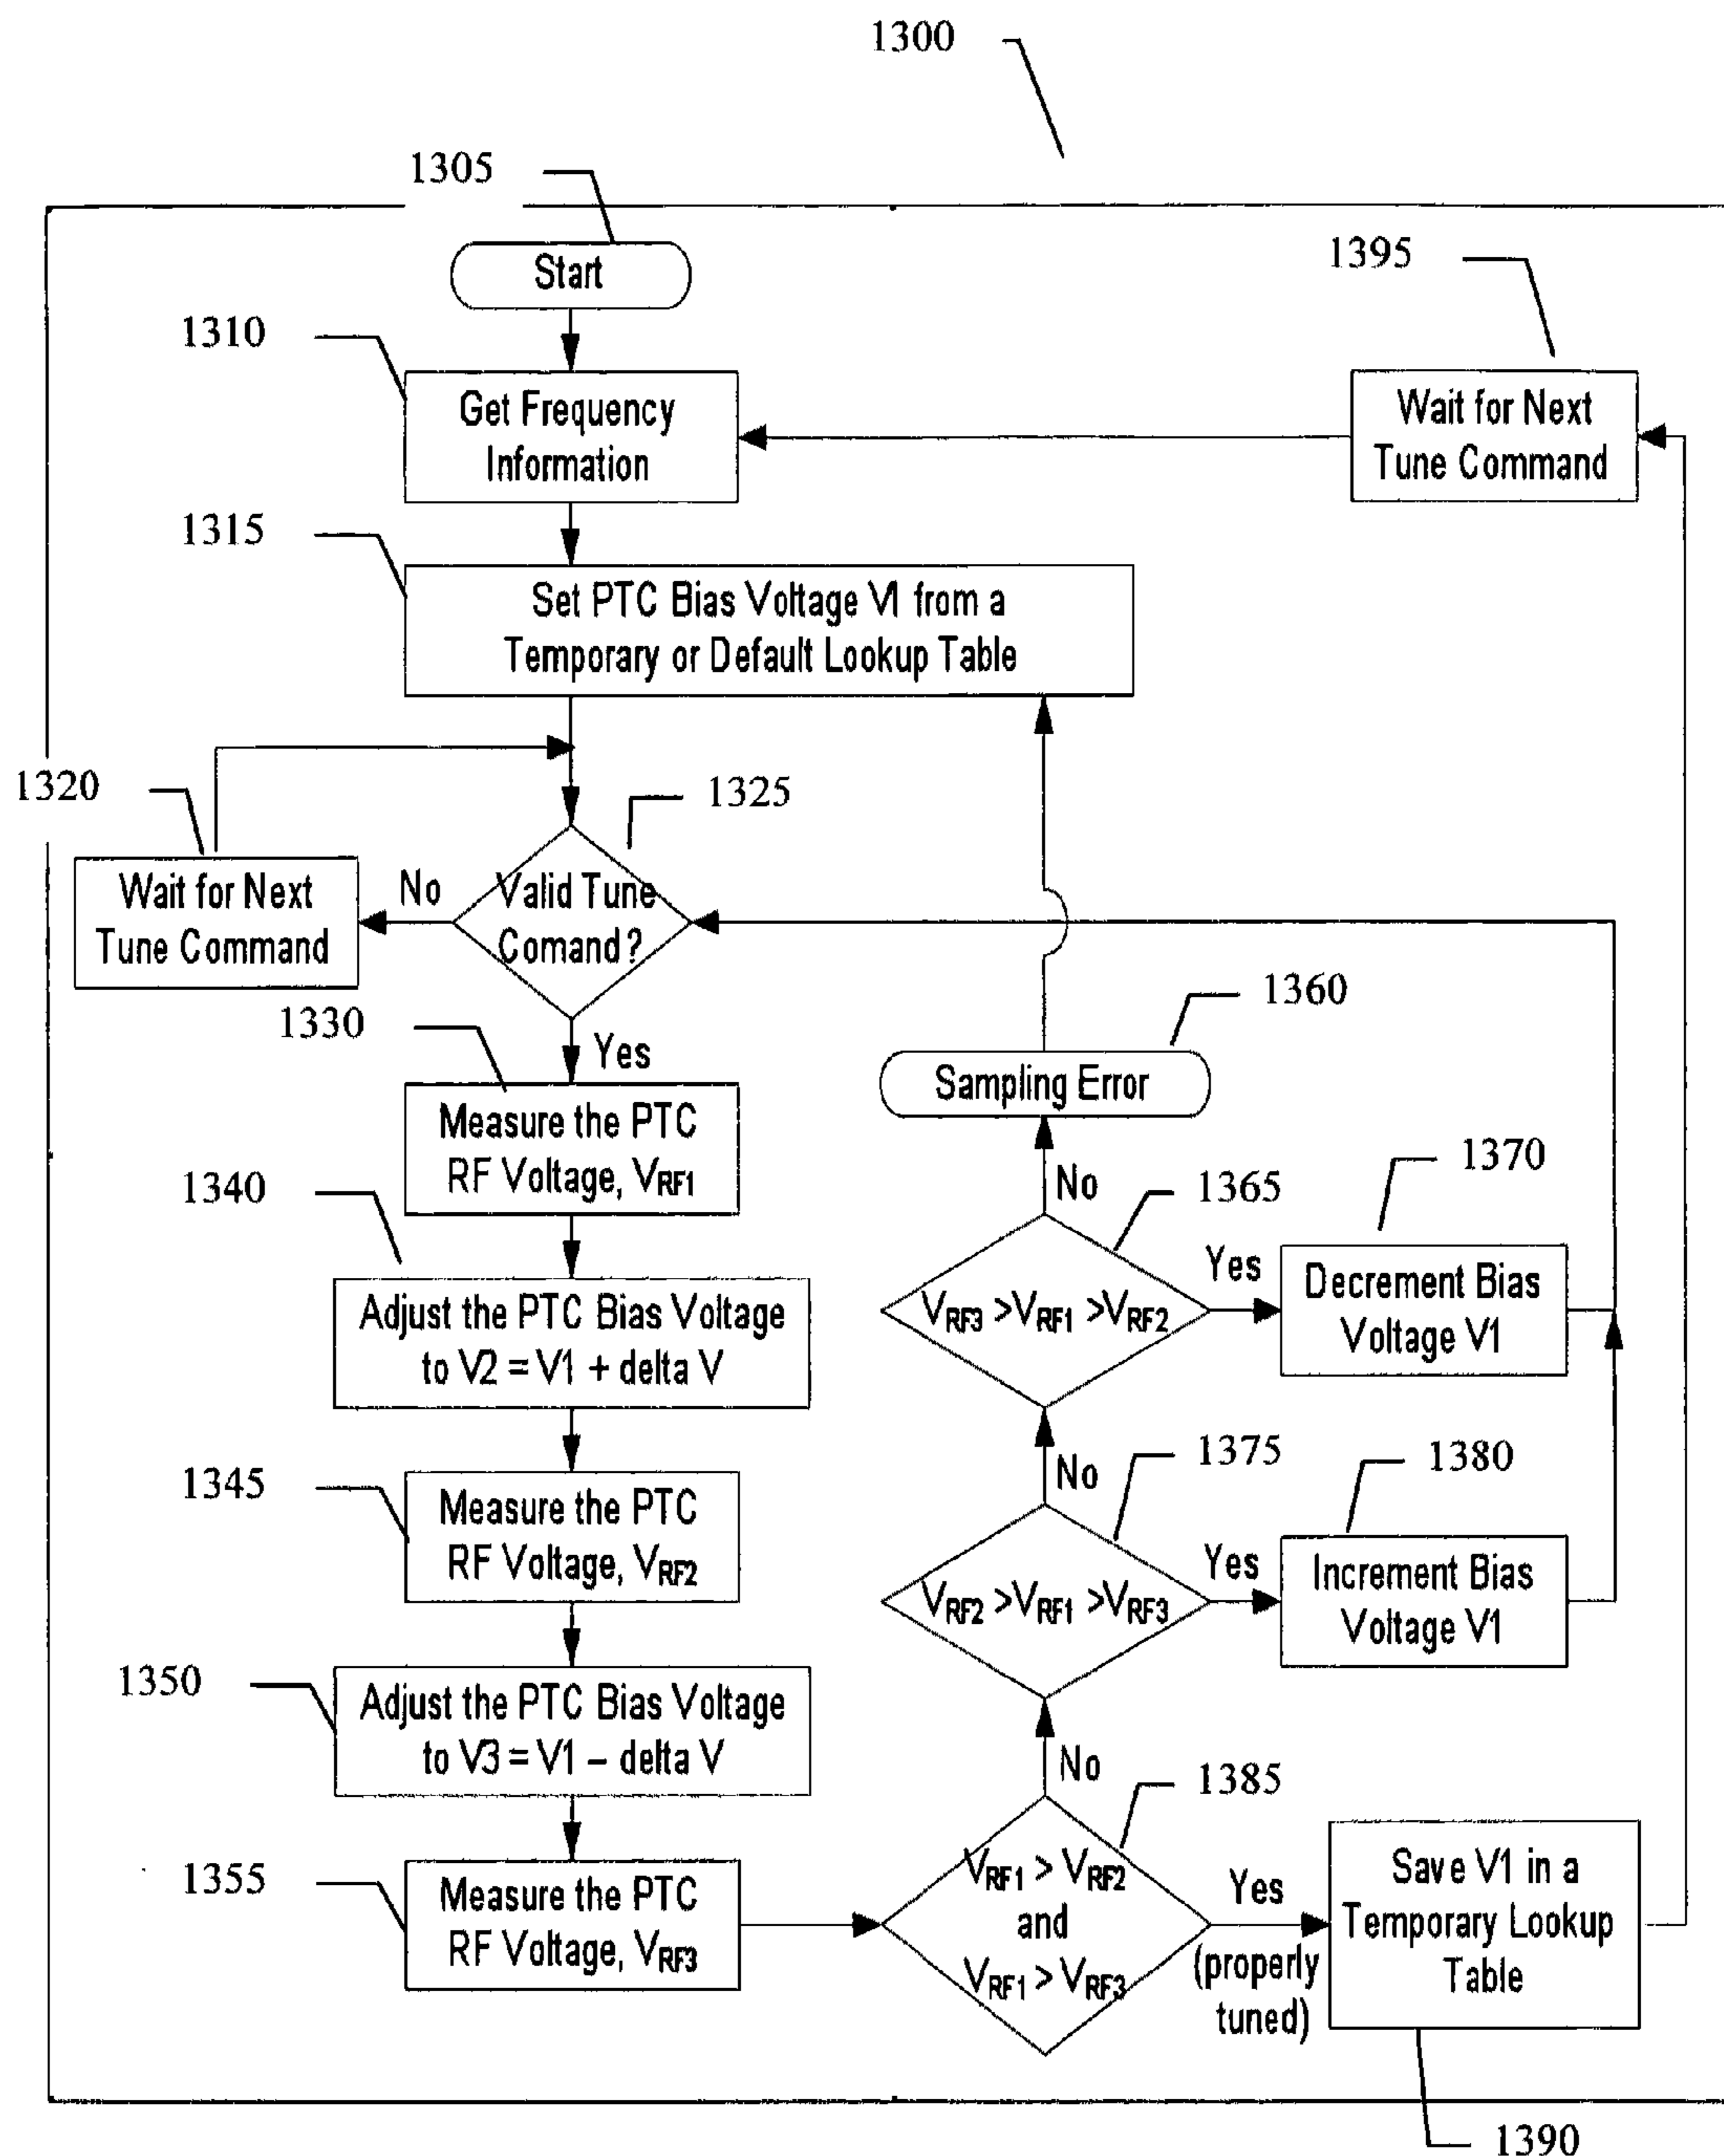 1300
1305
Start
1395
1310
Get Frequency
Information
Wait for Next
Tune Command
1315
Set PTC Bias Voltage V1 from a
Temporary or Default Lookup Table
1320
1325
Wait for Next
Tune Command
No
Valid Tune
Comand?
1330
Yes
1360
Sampling Error
Measure the PTC
RF Voltage, VRF1
1340
No
1365
1370
Adjust the PTC Bias Voltage
to V2 = V1 + delta V
VRF3 >VRF1 >VRF2
Yes
Decrement Bias
Voltage V1
1345
Measure the PTC
RF Voltage, VRF2
No
1375
1380
VRF2 >VRF1 >VRF3
Yes
Increment Bias
Voltage V1
1350
Adjust the PTC Bias Voltage
to V3 = V1 – delta V
No
1385
1355
Measure the PTC
RF Voltage, VRF3
VRF1 > VRF2
and
VRF1 > VRF3
Yes
(properly
tuned)
Save V1 in a
Temporary Lookup
Table
1390